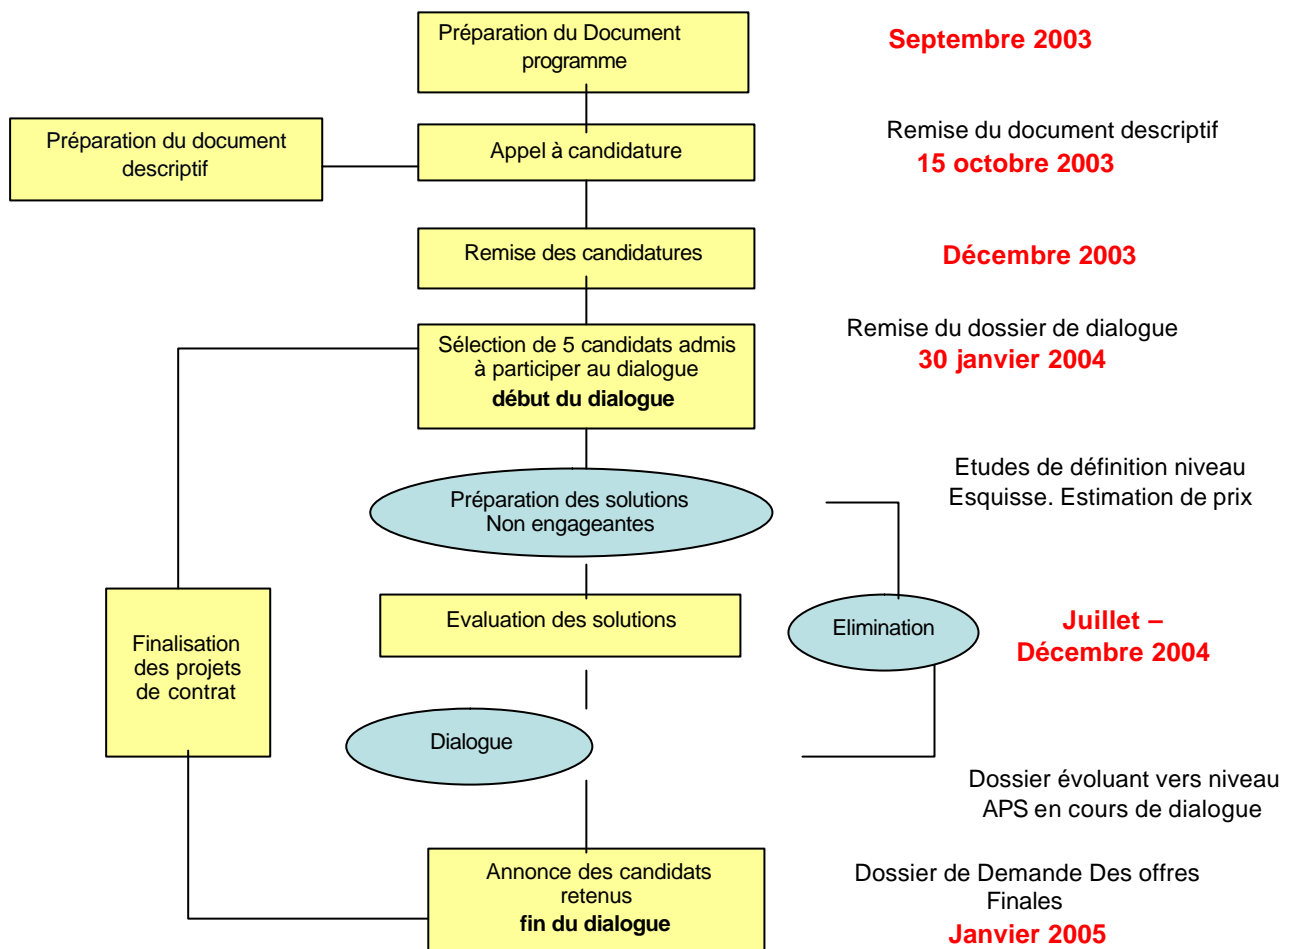 Préparation du Document
programme
Septembre 2003
Préparation du document
descriptif
Appel à candidature
Remise du document descriptif
15 octobre 2003
Remise des candidatures
Décembre 2003
Sélection de 5 candidats admis
à participer au dialogue
début du dialogue
Remise du dossier de dialogue
30 janvier 2004
Préparation des solutions
Non engageantes
Etudes de définition niveau
Esquisse. Estimation de prix
Evaluation des solutions
Elimination
Juillet –
Décembre 2004
Finalisation
des projets
de contrat
Dialogue
Dossier évoluant vers niveau
APS en cours de dialogue
Annonce des candidats
retenus
fin du dialogue
Dossier de Demande Des offres
Finales
Janvier 2005